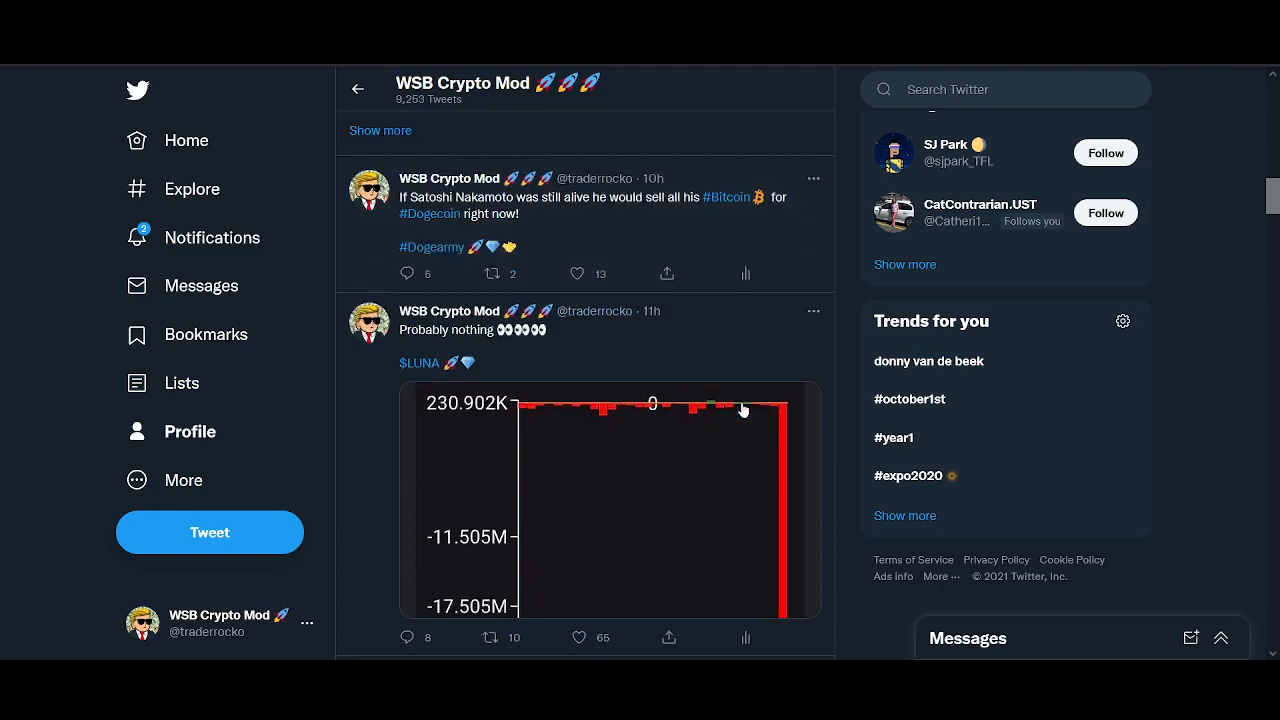 WSB Crypto Mod 🚀🚀🚀
9,253 Tweets
Show more
WSB Crypto Mod 🚀🚀🚀 @traderrocko · 10h
If Satoshi Nakamoto was still alive he would sell all his #Bitcoin for
#Dogecoin right now!
#Dogearmy 🚀💎🤝
5 2 13
WSB Crypto Mod 🚀🚀🚀 @traderrocko · 11h
Probably nothing 👀👀👀👀👀
$LUNA 🚀💎
230.902K
0
-11.505M
-17.505M
8 10 65
Home
Explore
2
Notifications
Messages
Bookmarks
Lists
Profile
More
Tweet
WSB Crypto Mod 🚀
@traderrocko
Search Twitter
SJ Park 🌖
@sjpark_TFL
Follow
CatContrarian.UST
@Catheri1... Follows you
Follow
Show more
Trends for you
donny van de beek
#october1st
#year1
#expo2020
Show more
Terms of Service Privacy Policy Cookie Policy
Ads info More ··· © 2021 Twitter, Inc.
Messages